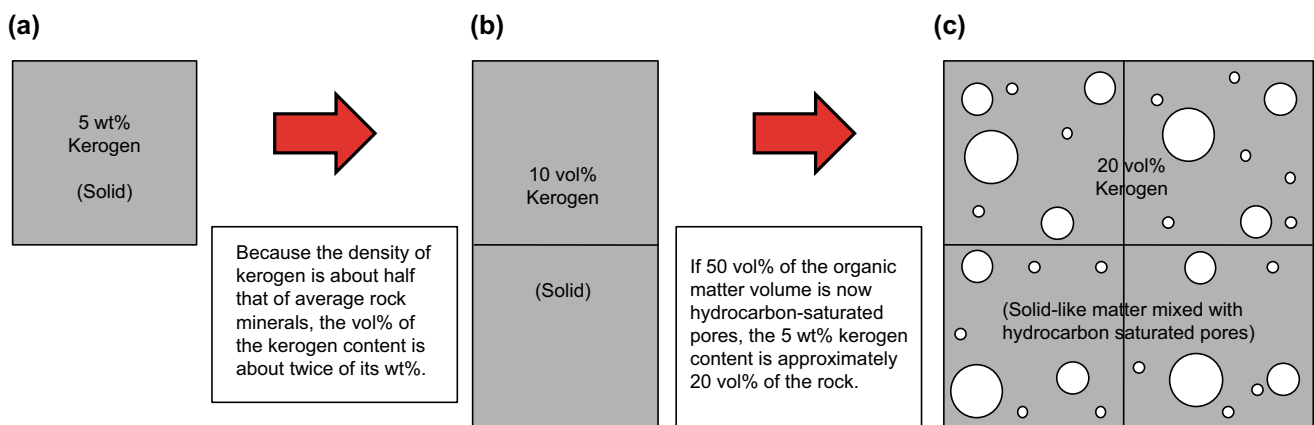 (a)
5 wt%
Kerogen
(Solid)
Because the density of
kerogen is about half
that of average rock
minerals, the vol% of
the kerogen content is
about twice of its wt%.
(b)
10 vol%
Kerogen
(Solid)
If 50 vol% of the organic
matter volume is now
hydrocarbon-saturated
pores, the 5 wt% kerogen
content is approximately
20 vol% of the rock.
(c)
20 vol%
Kerogen
(Solid-like matter mixed with
hydrocarbon saturated pores)